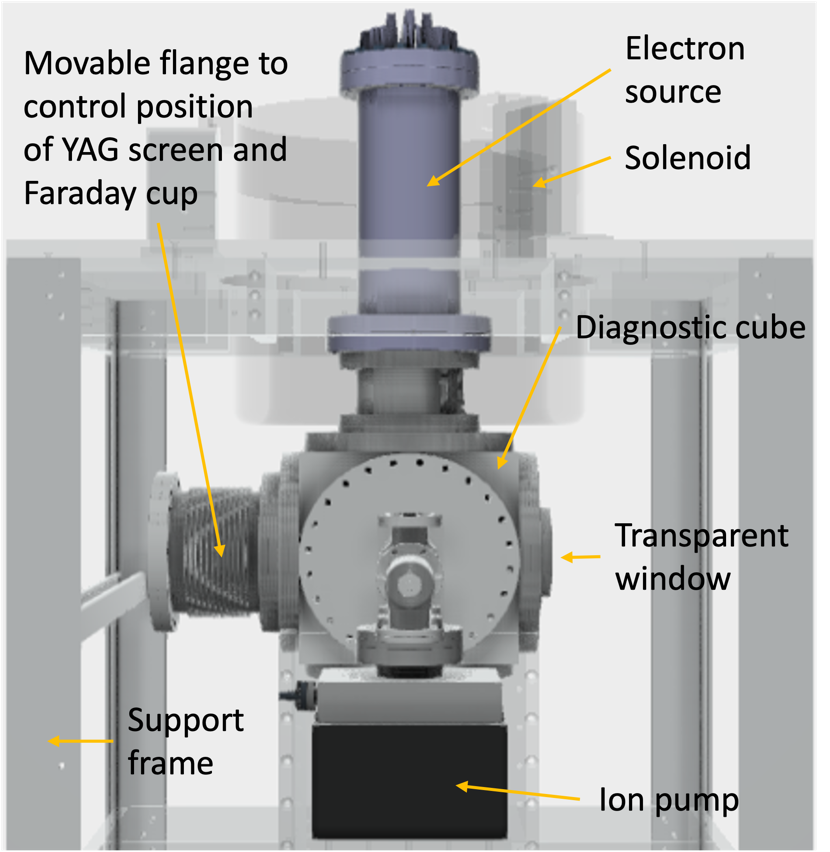 Movable flange to
control position
of YAG screen and
Faraday cup
Electron
source
Solenoid
Diagnostic cube
Transparent
window
Support
frame
Ion pump